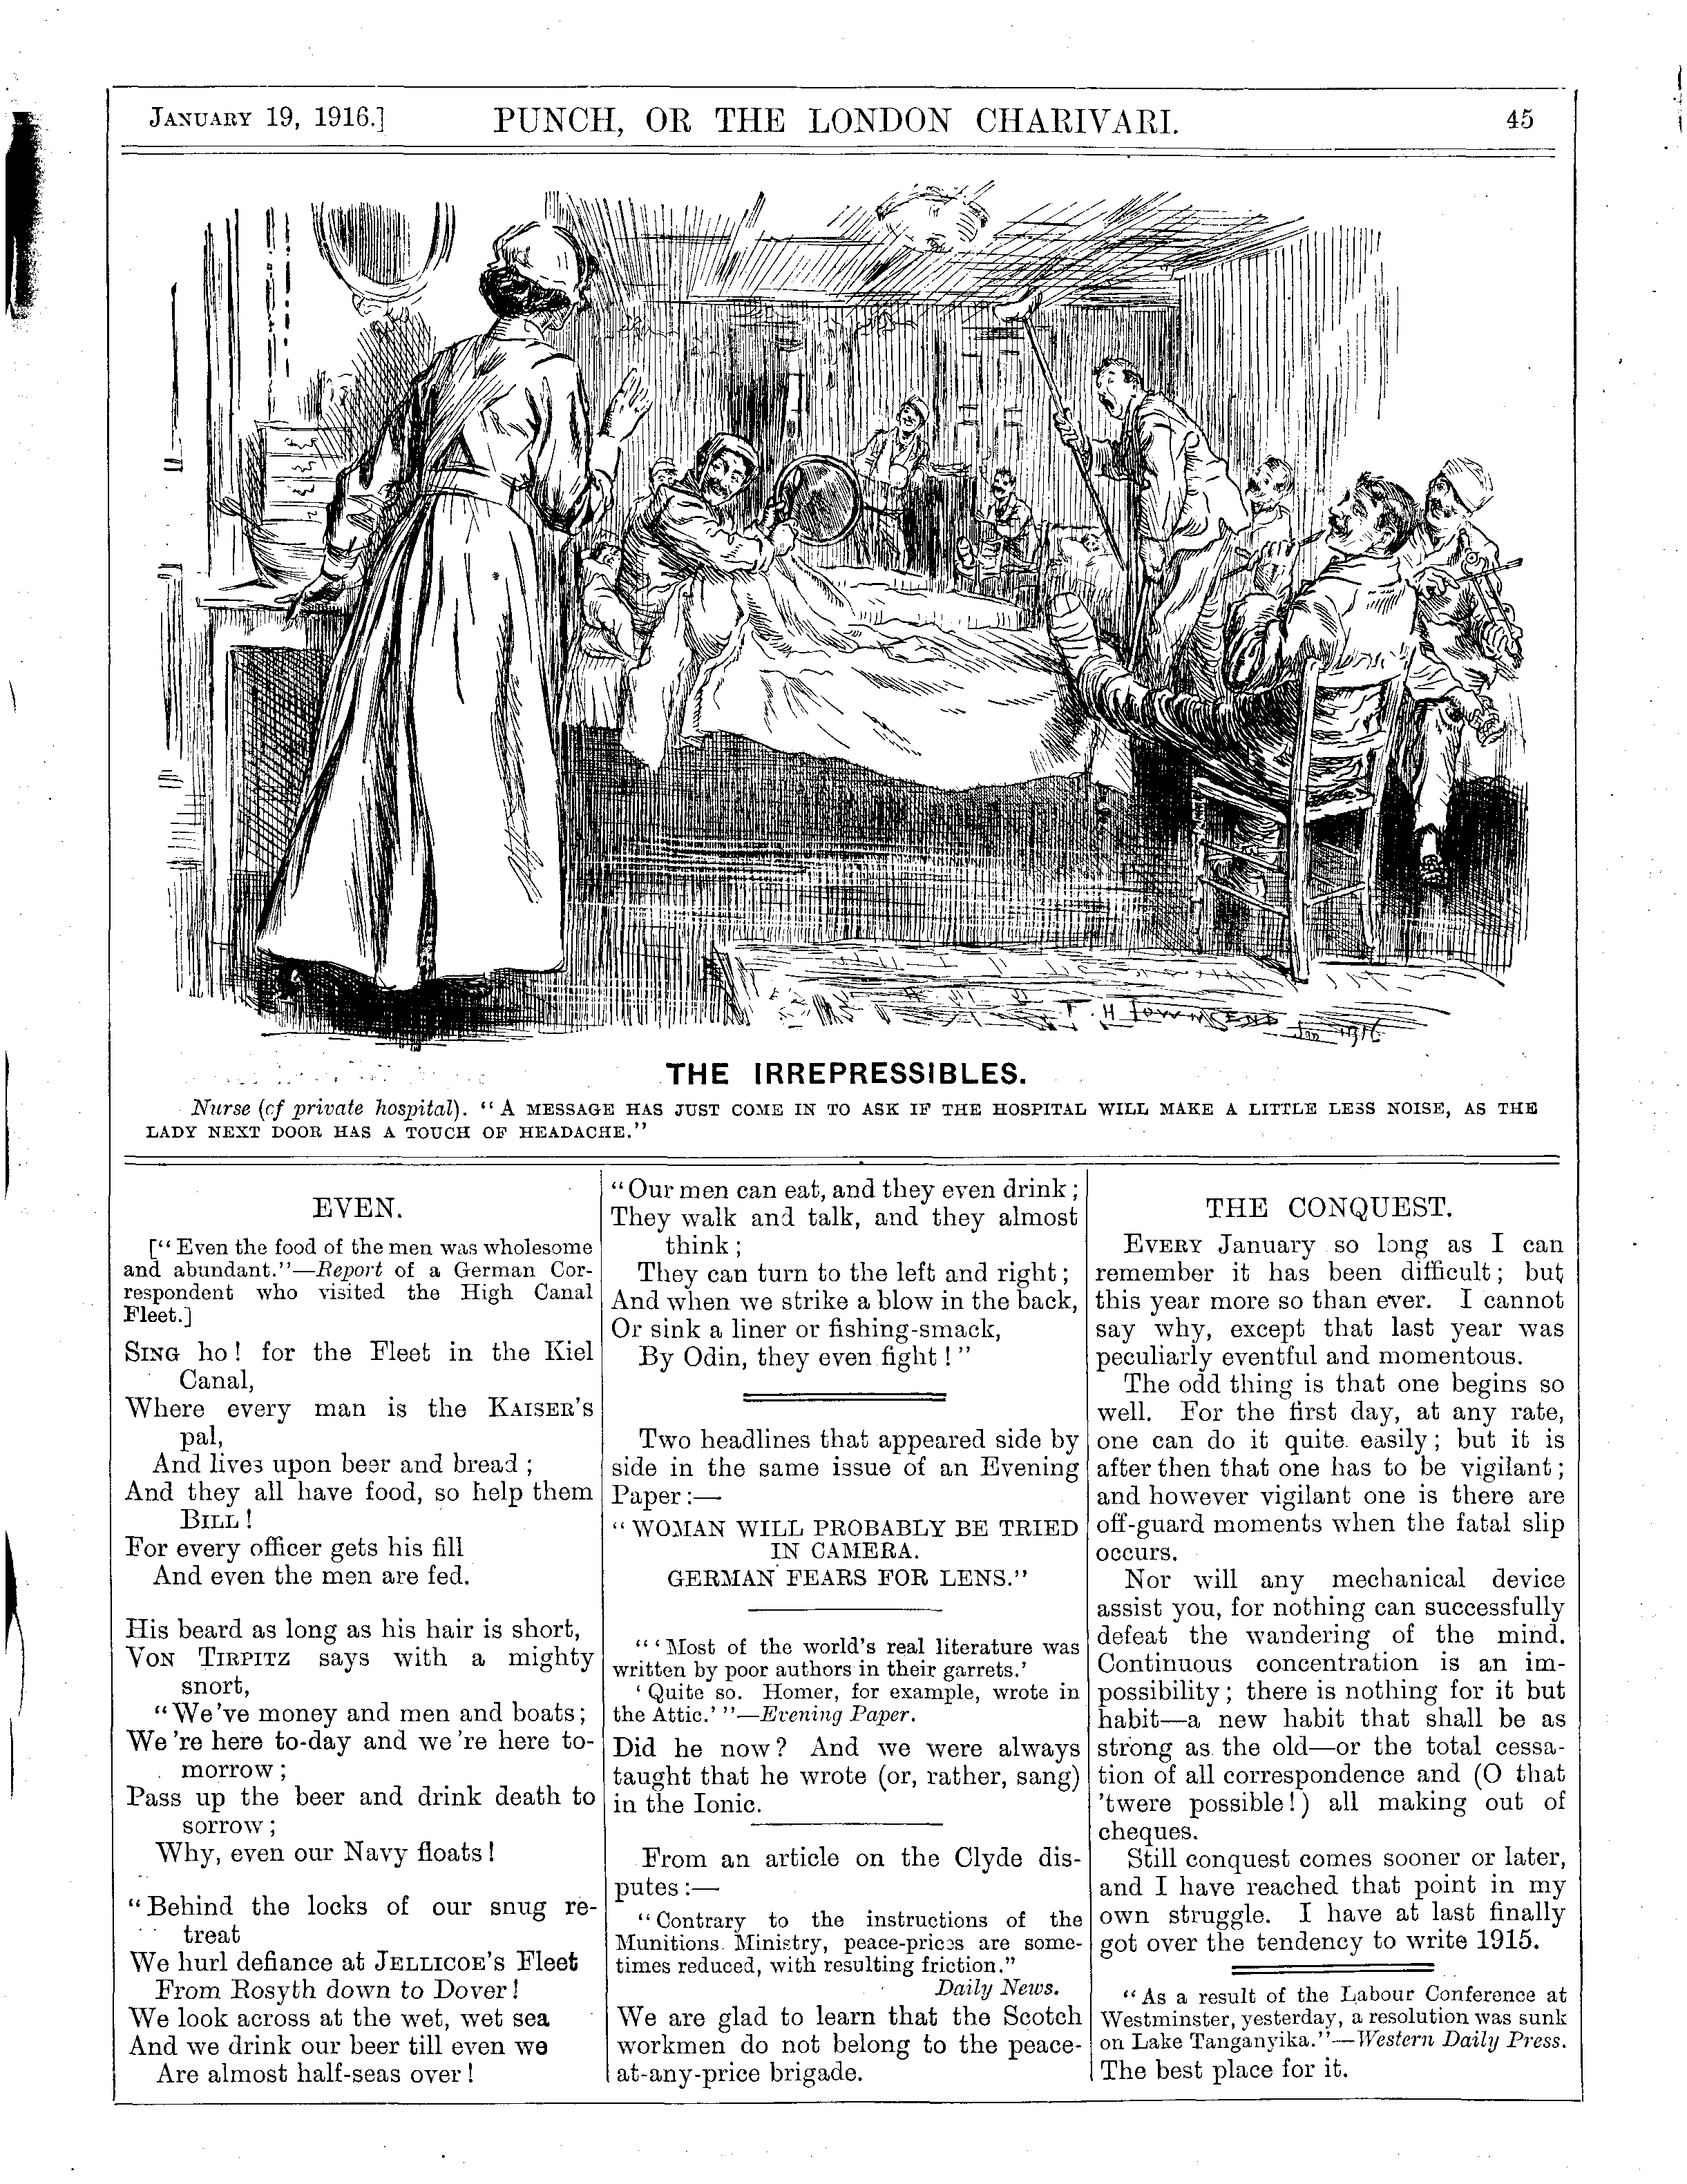 JANUARY 19, 1916.] PUNCH, OR THE LONDON CHARIVARI. 45
F. H. TOWNSEND Jan 1916
THE IRREPRESSIBLES.
Nurse (of private hospital). "A MESSAGE HAS JUST COME IN TO ASK IF THE HOSPITAL WILL MAKE A LITTLE LESS NOISE, AS THE
LADY NEXT DOOR HAS A TOUCH OF HEADACHE."
EVEN.
["Even the food of the men was wholesome
and abundant."—Report of a German Cor-
respondent who visited the High Canal
Fleet.]
SING ho! for the Fleet in the Kiel
Canal,
Where every man is the KAISER'S
pal,
And lives upon beer and bread;
And they all have food, so help them
BILL!
For every officer gets his fill
And even the men are fed.
His beard as long as his hair is short,
VON TIRPITZ says with a mighty
snort,
"We've money and men and boats;
We're here to-day and we're here to-
morrow;
Pass up the beer and drink death to
sorrow;
Why, even our Navy floats!
"Behind the locks of our snug re-
treat
We hurl defiance at JELLICOE'S Fleet
From Rosyth down to Dover!
We look across at the wet, wet sea
And we drink our beer till even we
Are almost half-seas over!
"Our men can eat, and they even drink;
They walk and talk, and they almost
think;
They can turn to the left and right;
And when we strike a blow in the back,
Or sink a liner or fishing-smack,
By Odin, they even fight!"
Two headlines that appeared side by
side in the same issue of an Evening
Paper:—
"WOMAN WILL PROBABLY BE TRIED
IN CAMERA.
GERMAN FEARS FOR LENS."
"'Most of the world's real literature was
written by poor authors in their garrets.'
'Quite so. Homer, for example, wrote in
the Attic.'"—Evening Paper.
Did he now? And we were always
taught that he wrote (or, rather, sang)
in the Ionic.
From an article on the Clyde dis-
putes:—
"Contrary to the instructions of the
Munitions Ministry, peace-prices are some-
times reduced, with resulting friction."
Daily News.
We are glad to learn that the Scotch
workmen do not belong to the peace-
at-any-price brigade.
THE CONQUEST.
EVERY January so long as I can
remember it has been difficult; but
this year more so than ever. I cannot
say why, except that last year was
peculiarly eventful and momentous.
The odd thing is that one begins so
well. For the first day, at any rate,
one can do it quite easily; but it is
after then that one has to be vigilant;
and however vigilant one is there are
off-guard moments when the fatal slip
occurs.
Nor will any mechanical device
assist you, for nothing can successfully
defeat the wandering of the mind.
Continuous concentration is an im-
possibility; there is nothing for it but
habit—a new habit that shall be as
strong as the old—or the total cessa-
tion of all correspondence and (O that
'twere possible!) all making out of
cheques.
Still conquest comes sooner or later,
and I have reached that point in my
own struggle. I have at last finally
got over the tendency to write 1915.
"As a result of the Labour Conference at
Westminster, yesterday, a resolution was sunk
on Lake Tanganyika."—Western Daily Press.
The best place for it.